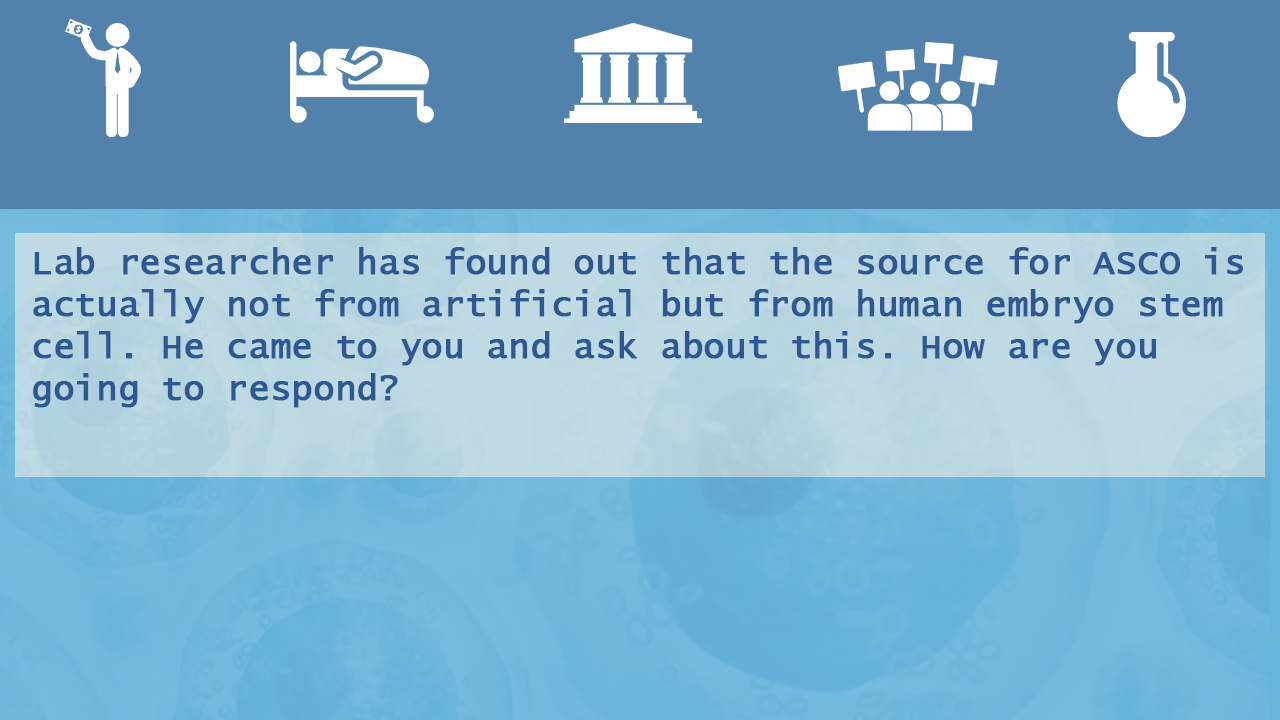 Lab researcher has found out that the source for ASCO is
actually not from artificial but from human embryo stem
cell. He came to you and ask about this. How are you
going to respond?